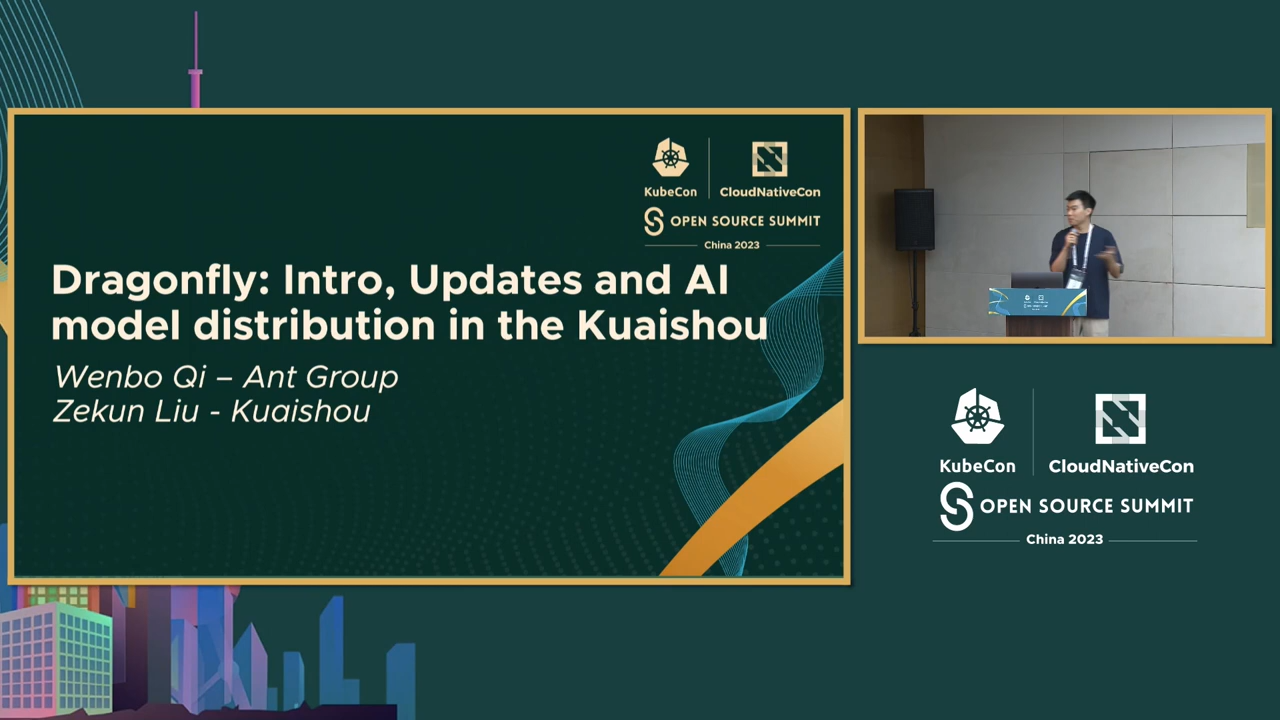 KubeCon
CloudNativeCon
OPEN SOURCE SUMMIT
China 2023
Dragonfly: Intro, Updates and AI
model distribution in the Kuaishou
Wenbo Qi – Ant Group
Zekun Liu - Kuaishou
KubeCon
CloudNativeCon
OPEN SOURCE SUMMIT
China 2023